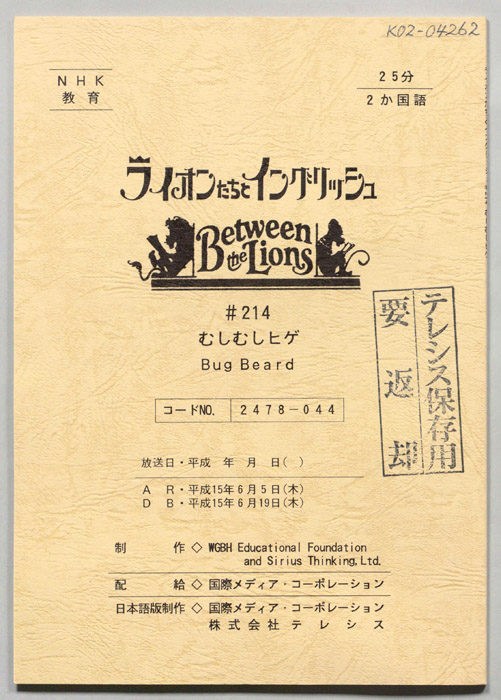 K02-04262
NHK
教育
25分
2か国語
ライオンたちとイングリッシュ
Between
the Lions
#214
むしむしヒゲ
Bug Beard
コードNO. 2478-044
テレシス保存用
要返却
放送日・平成 年 月 日( )
A R・平成15年6月5日(木)
D B・平成15年6月19日(木)
制 作◇ WGBH Educational Foundation
and Sirius Thinking,Ltd.
配 給◇ 国際メディア・コーポレーション
日本語版制作◇ 国際メディア・コーポレーション
株式会社テレシス